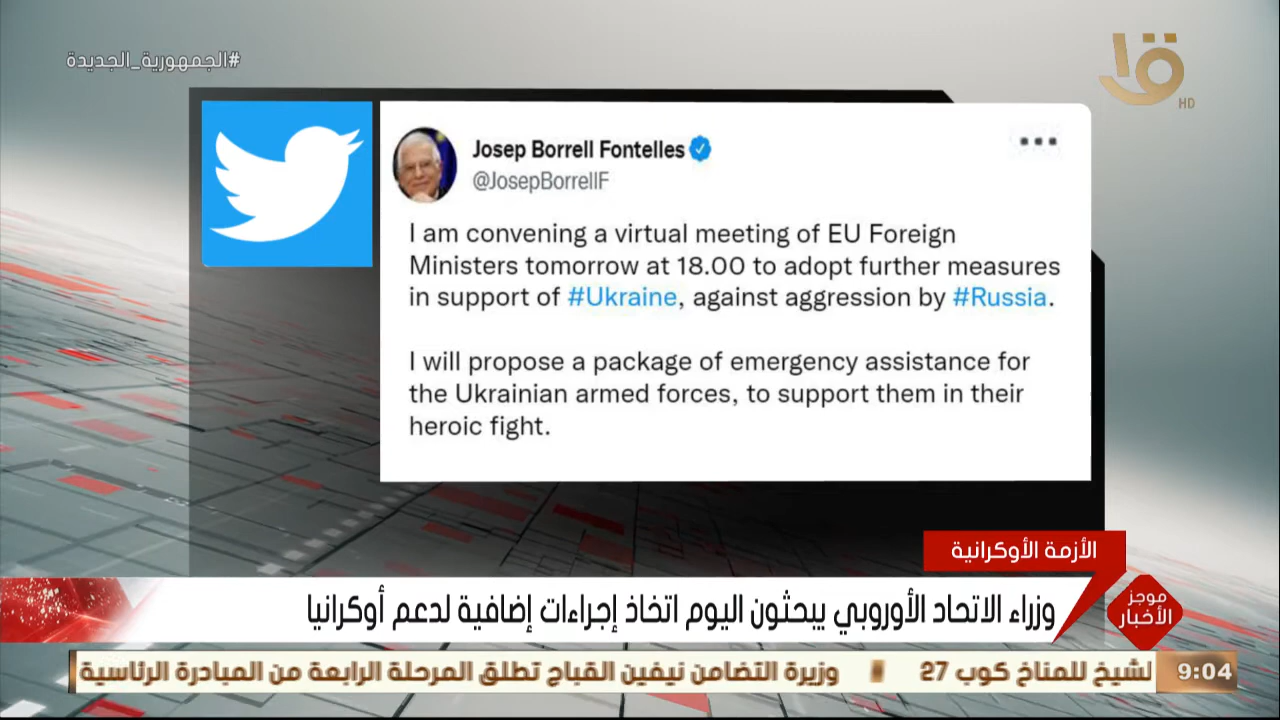 #الجمهورية_الجديدة
HD
Josep Borrell Fontelles
@JosepBorrellF
I am convening a virtual meeting of EU Foreign
Ministers tomorrow at 18.00 to adopt further measures
in support of #Ukraine, against aggression by #Russia.
I will propose a package of emergency assistance for
the Ukrainian armed forces, to support them in their
heroic fight.
الأزمة الأوكرانية
موجز
الأخبار
وزراء الاتحاد الأوروبي يبحثون اليوم اتخاذ إجراءات إضافية لدعم أوكرانيا
9:04
لشيخ للمناخ كوب 27 وزيرة التضامن نيفين القباج تطلق المرحلة الرابعة من المبادرة الرئاسية